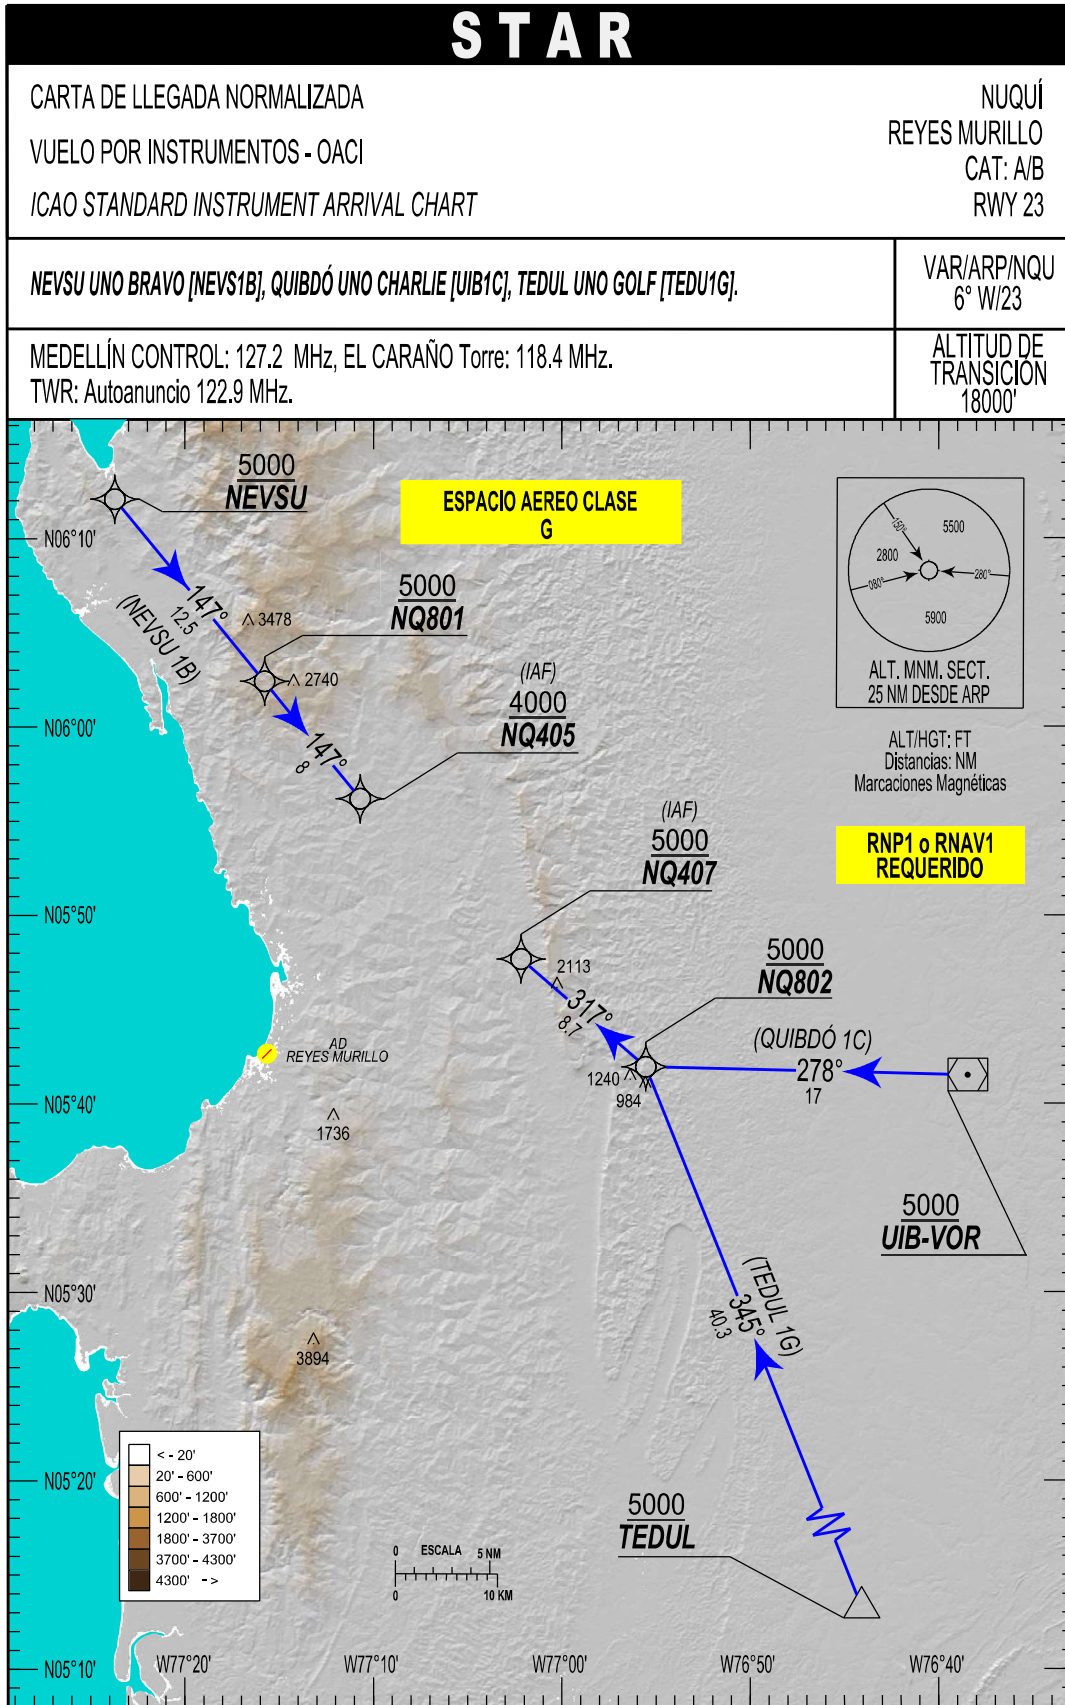 STAR
CARTA DE LLEGADA NORMALIZADA
VUELO POR INSTRUMENTOS - OACI
ICAO STANDARD INSTRUMENT ARRIVAL CHART
NUQUÍ
REYES MURILLO
CAT: A/B
RWY 23
NEVSU UNO BRAVO [NEVS1B], QUIBDÓ UNO CHARLIE [UIB1C], TEDUL UNO GOLF [TEDU1G].
VAR/ARP/NQU
6° W/23
MEDELLÍN CONTROL: 127.2 MHz, EL CARAÑO Torre: 118.4 MHz.
TWR: Autoanuncio 122.9 MHz.
ALTITUD DE
TRANSICIÓN
18000'
5000
NEVSU
ESPACIO AEREO CLASE
G
150°
5500
2800
080°
280°
5900
ALT. MNM. SECT.
25 NM DESDE ARP
N06°10'
147°
12.5
(NEVSU 1B)
3478
5000
NQ801
2740
(IAF)
4000
NQ405
N06°00'
147°
8
ALT/HGT: FT
Distancias: NM
Marcaciones Magnéticas
(IAF)
5000
NQ407
RNP1 o RNAV1
REQUERIDO
N05°50'
2113
317°
8.7
5000
NQ802
(QUIBDÓ 1C)
278°
17
AD
REYES MURILLO
1240
984
N05°40'
1736
5000
UIB-VOR
N05°30'
(TEDUL 1G)
345°
40.3
3894
< - 20'
20' - 600'
600' - 1200'
1200' - 1800'
1800' - 3700'
3700' - 4300'
4300' - >
N05°20'
5000
TEDUL
0 ESCALA 5 NM
0 10 KM
N05°10'
W77°20'
W77°10'
W77°00'
W76°50'
W76°40'